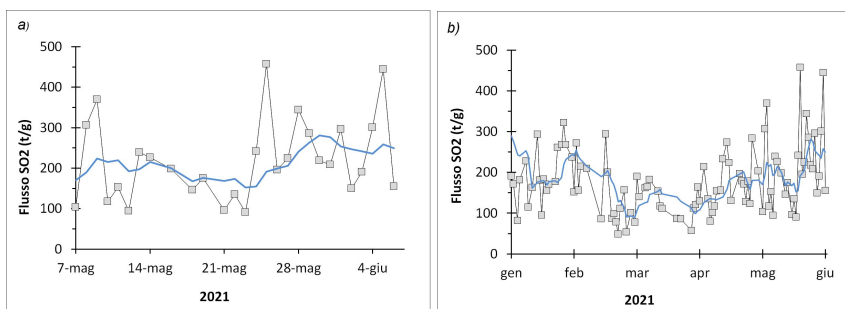 a)
Flusso SO2 (t/g)
500
400
300
200
100
0
7-mag 14-mag 21-mag 28-mag 4-giu
2021
b)
Flusso SO2 (t/g)
500
400
300
200
100
0
gen feb mar apr mag giu
2021